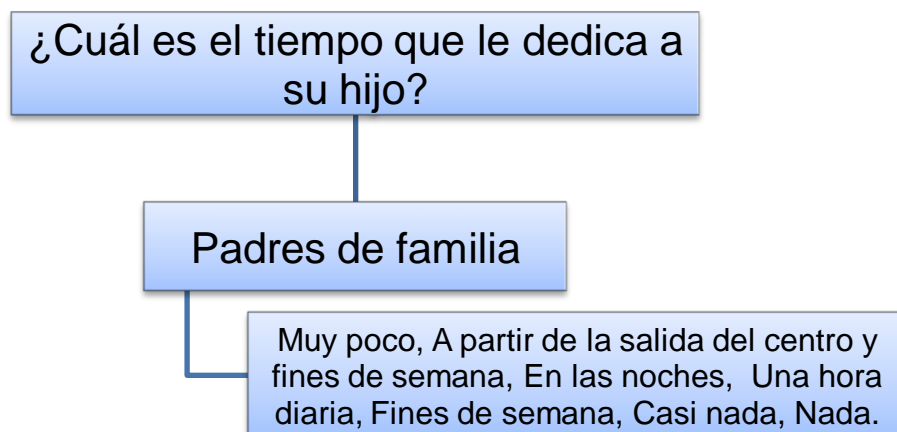 ¿Cuál es el tiempo que le dedica a
su hijo?
Padres de familia
Muy poco, A partir de la salida del centro y
fines de semana, En las noches,  Una hora
diaria, Fines de semana, Casi nada, Nada.